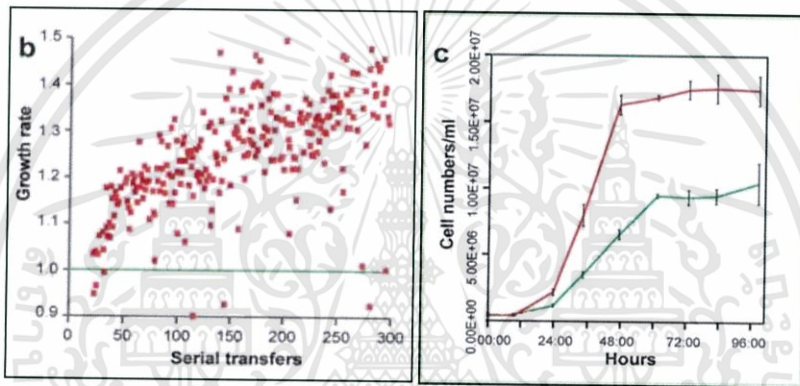 b
Growth rate
1.5
1.4
1.3
1.2
1.1
1.0
0.9
0 50 100 150 200 250 300
Serial transfers
c
Cell numbers/ml
2.00E+07
1.50E+07
1.00E+07
5.00E+06
0.00E+00
00:00 24:00 48:00 72:00 96:00
Hours